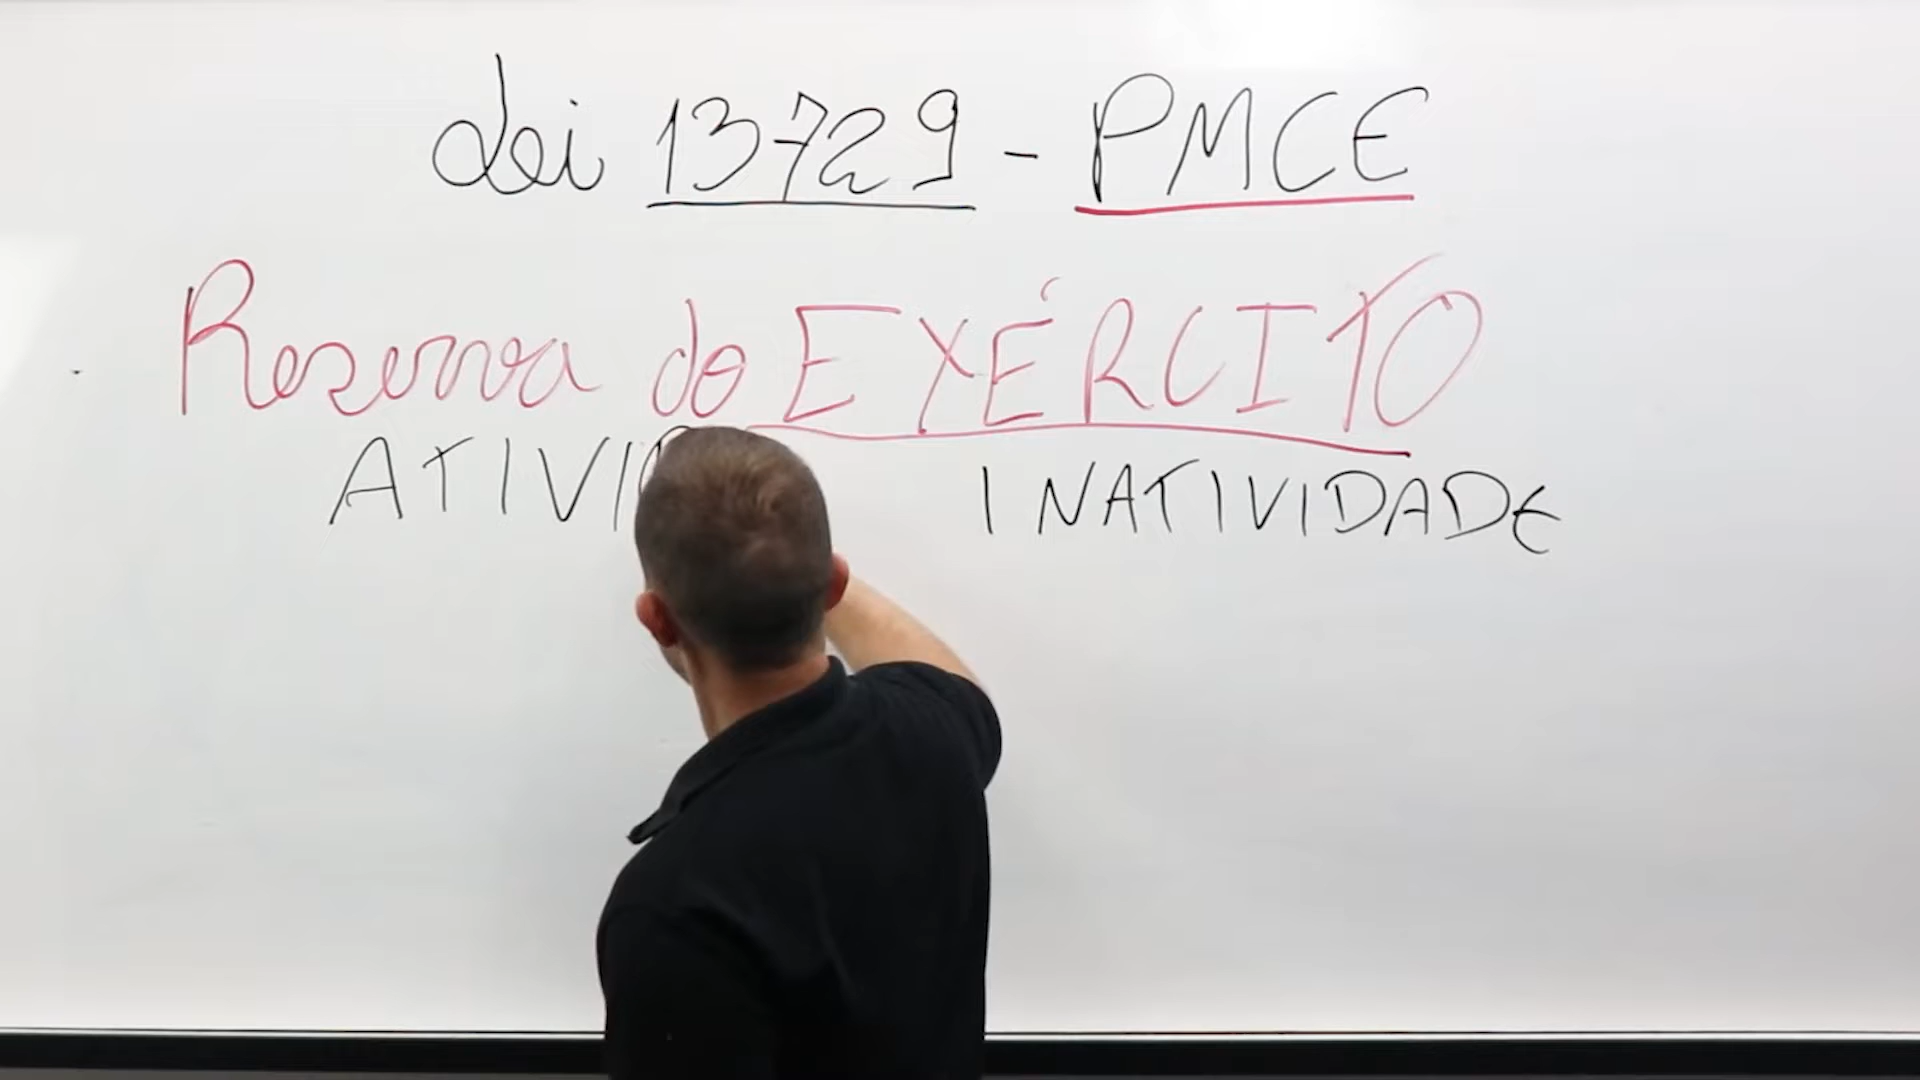 Lei 13729 - PMCE
Reserva do EXÉRCITO
INATIVIDADE